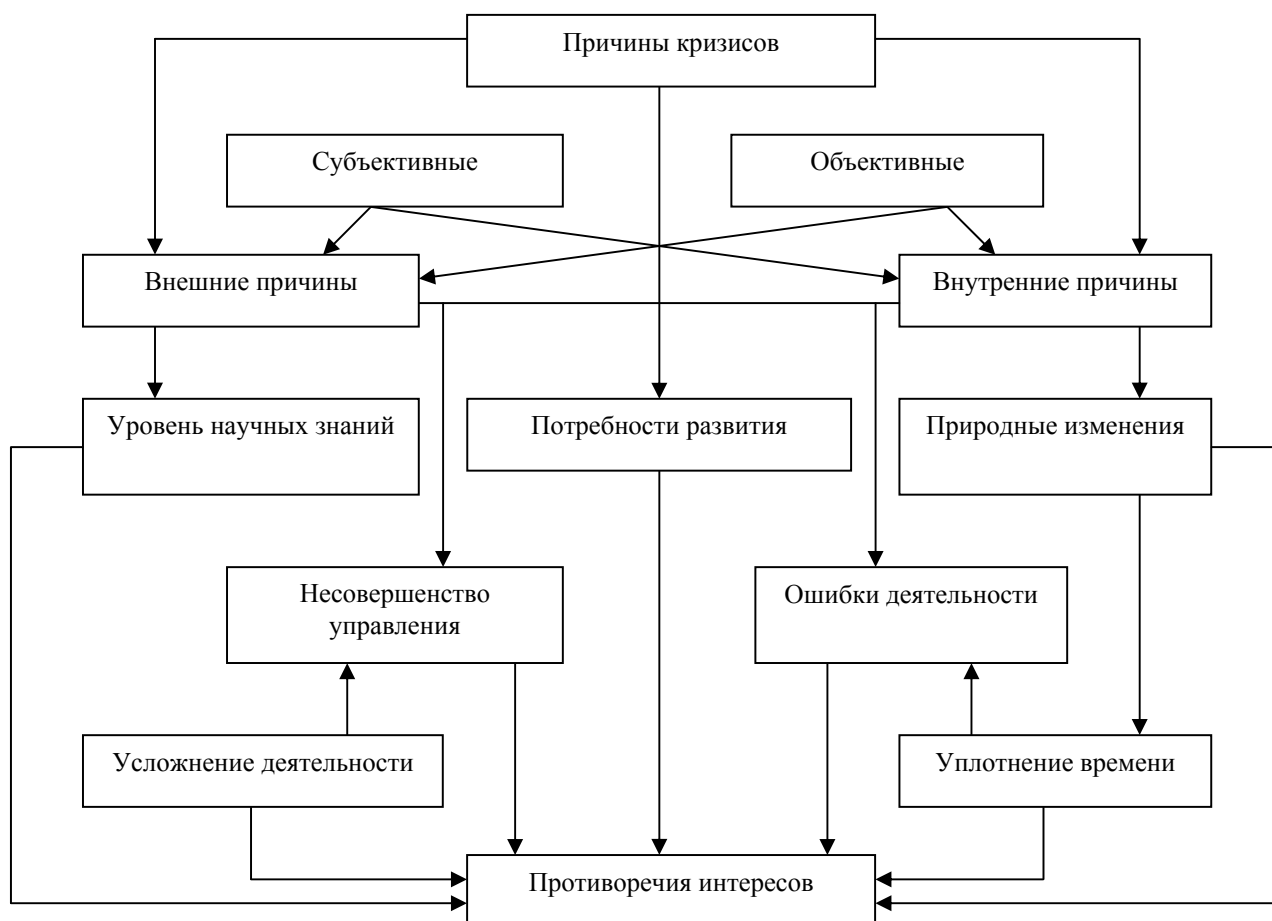 Причины кризисов
Субъективные
Объективные
Внешние причины
Внутренние причины
Уровень научных знаний
Потребности развития
Природные изменения
Несовершенство
управления
Ошибки деятельности
Усложнение деятельности
Уплотнение времени
Противоречия интересов